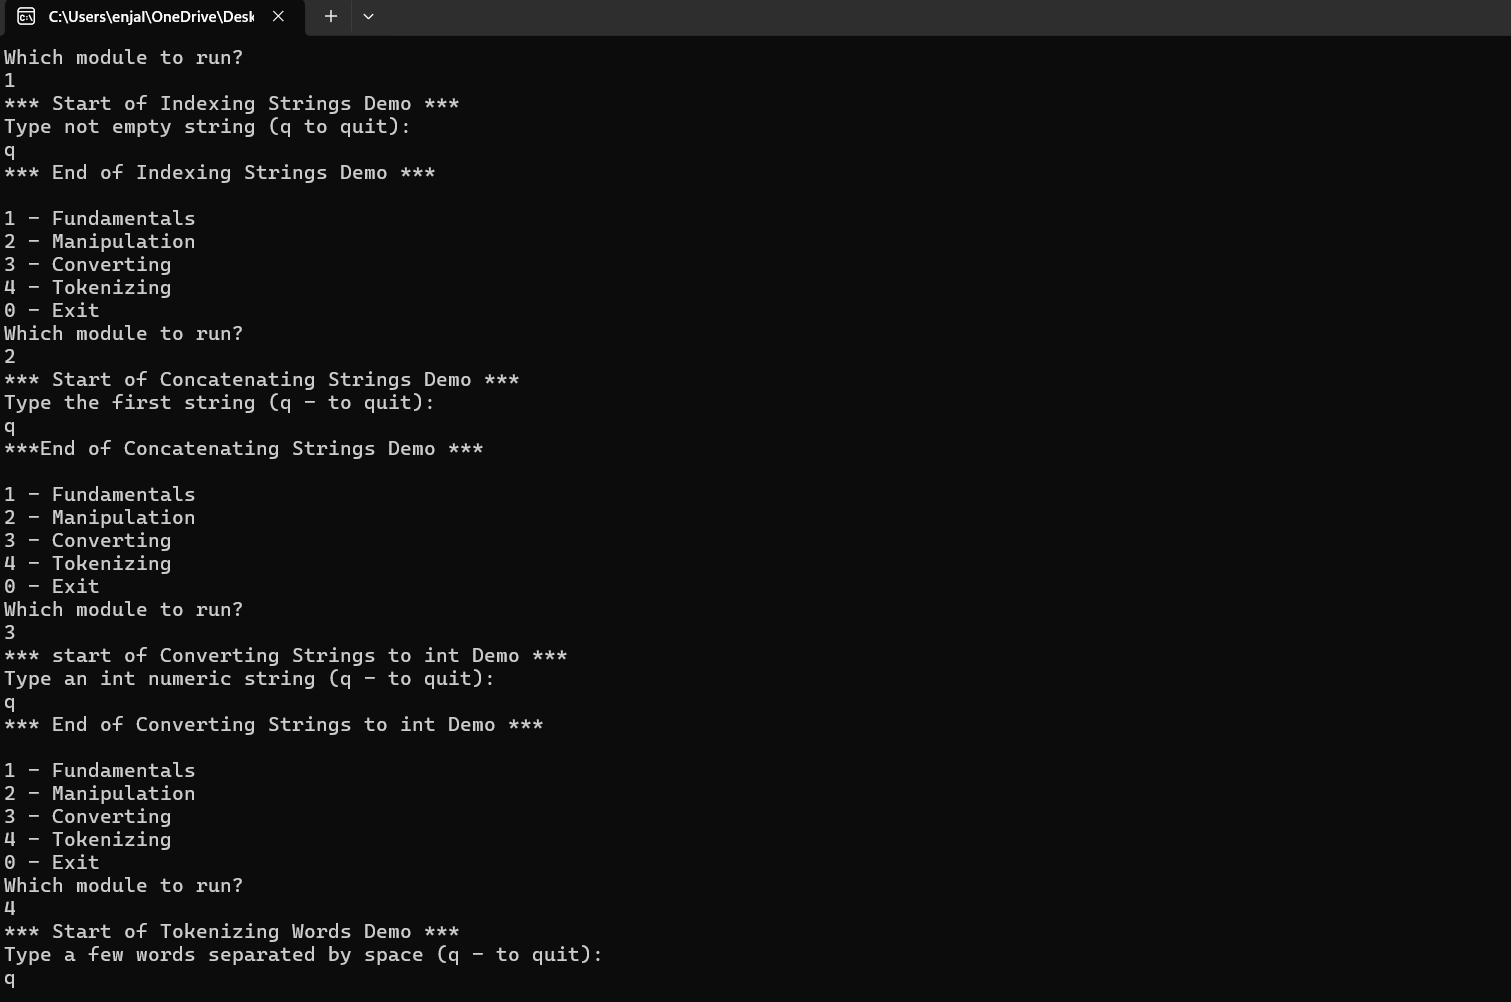 C:\Users\enjal\OneDrive\Desk
Which module to run?
1
*** Start of Indexing Strings Demo ***
Type not empty string (q to quit):
q
*** End of Indexing Strings Demo ***
1 - Fundamentals
2 - Manipulation
3 - Converting
4 - Tokenizing
0 - Exit
Which module to run?
2
*** Start of Concatenating Strings Demo ***
Type the first string (q - to quit):
q
***End of Concatenating Strings Demo ***
1 - Fundamentals
2 - Manipulation
3 - Converting
4 - Tokenizing
0 - Exit
Which module to run?
3
*** start of Converting Strings to int Demo ***
Type an int numeric string (q - to quit):
q
*** End of Converting Strings to int Demo ***
1 - Fundamentals
2 - Manipulation
3 - Converting
4 - Tokenizing
0 - Exit
Which module to run?
4
*** Start of Tokenizing Words Demo ***
Type a few words separated by space (q - to quit):
q